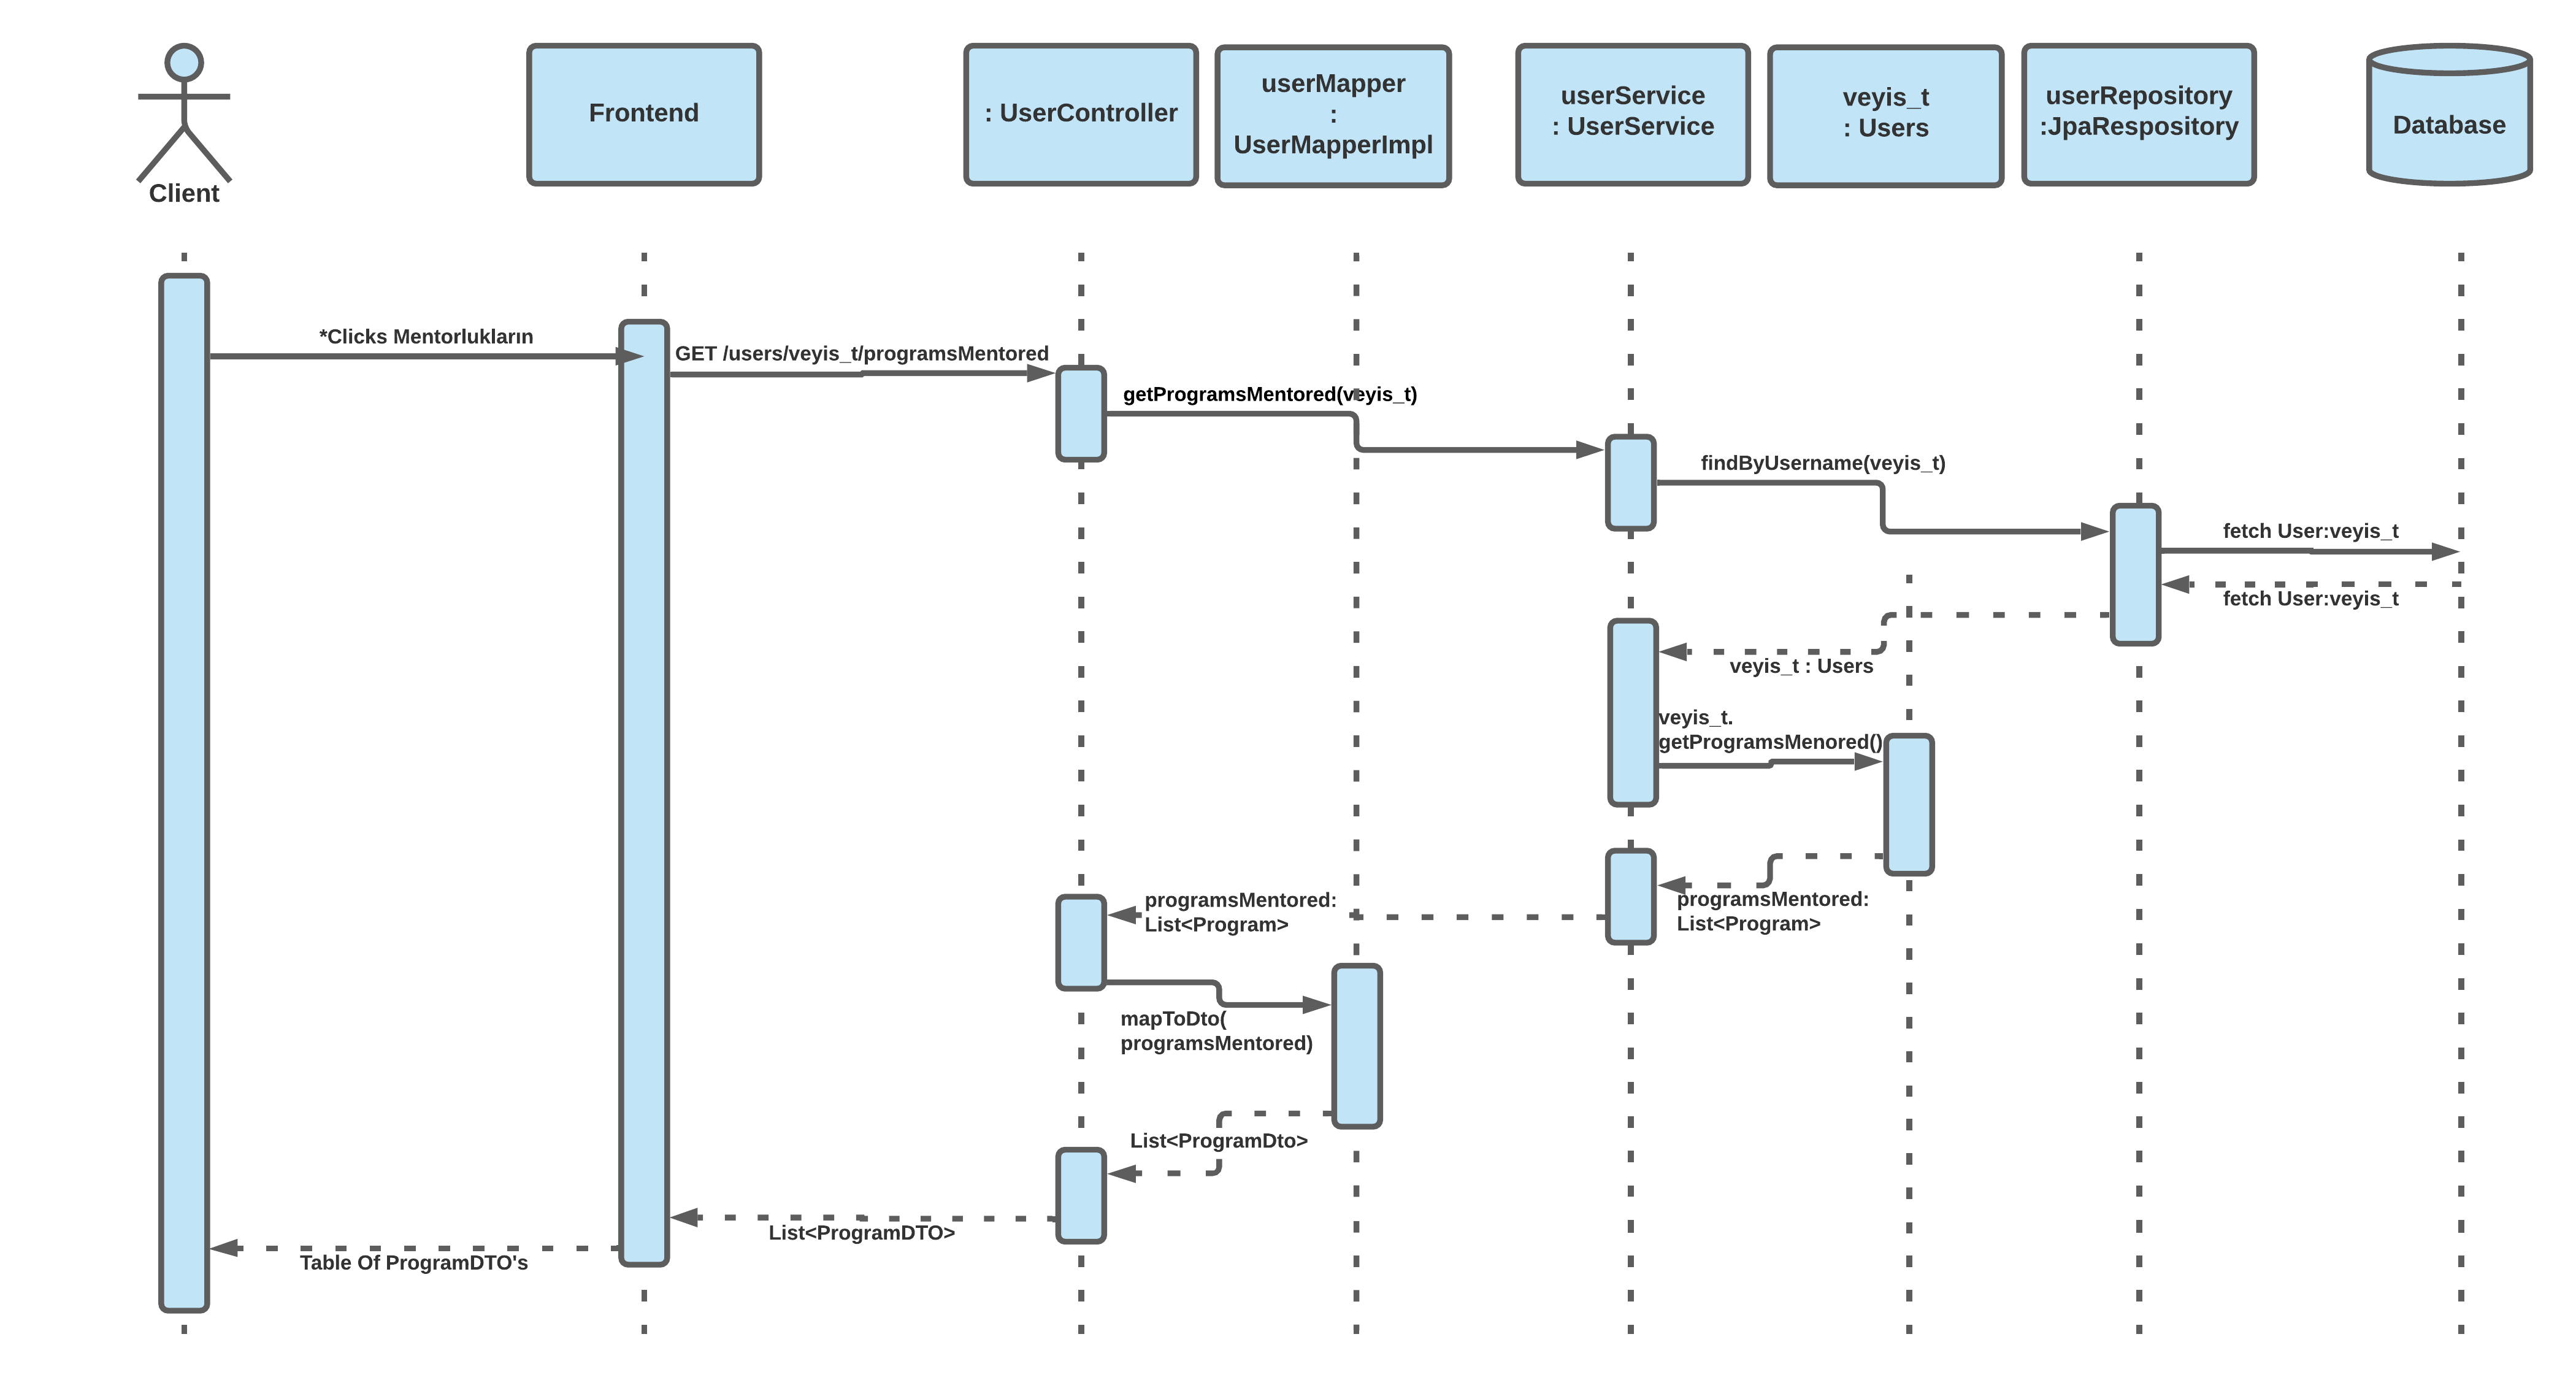 Client
Frontend
: UserController
userMapper
:
UserMapperImpl
userService
: UserService
veyis_t
: Users
userRepository
:JpaRespository
Database
*Clicks Mentorlukların
GET /users/veyis_t/programsMentored
getProgramsMentored(veyis_t)
findByUsername(veyis_t)
fetch User:veyis_t
fetch User:veyis_t
veyis_t : Users
veyis_t.
getProgramsMenored()
programsMentored:
List<Program>
programsMentored:
List<Program>
mapToDto(
programsMentored)
List<ProgramDto>
List<ProgramDTO>
Table Of ProgramDTO's